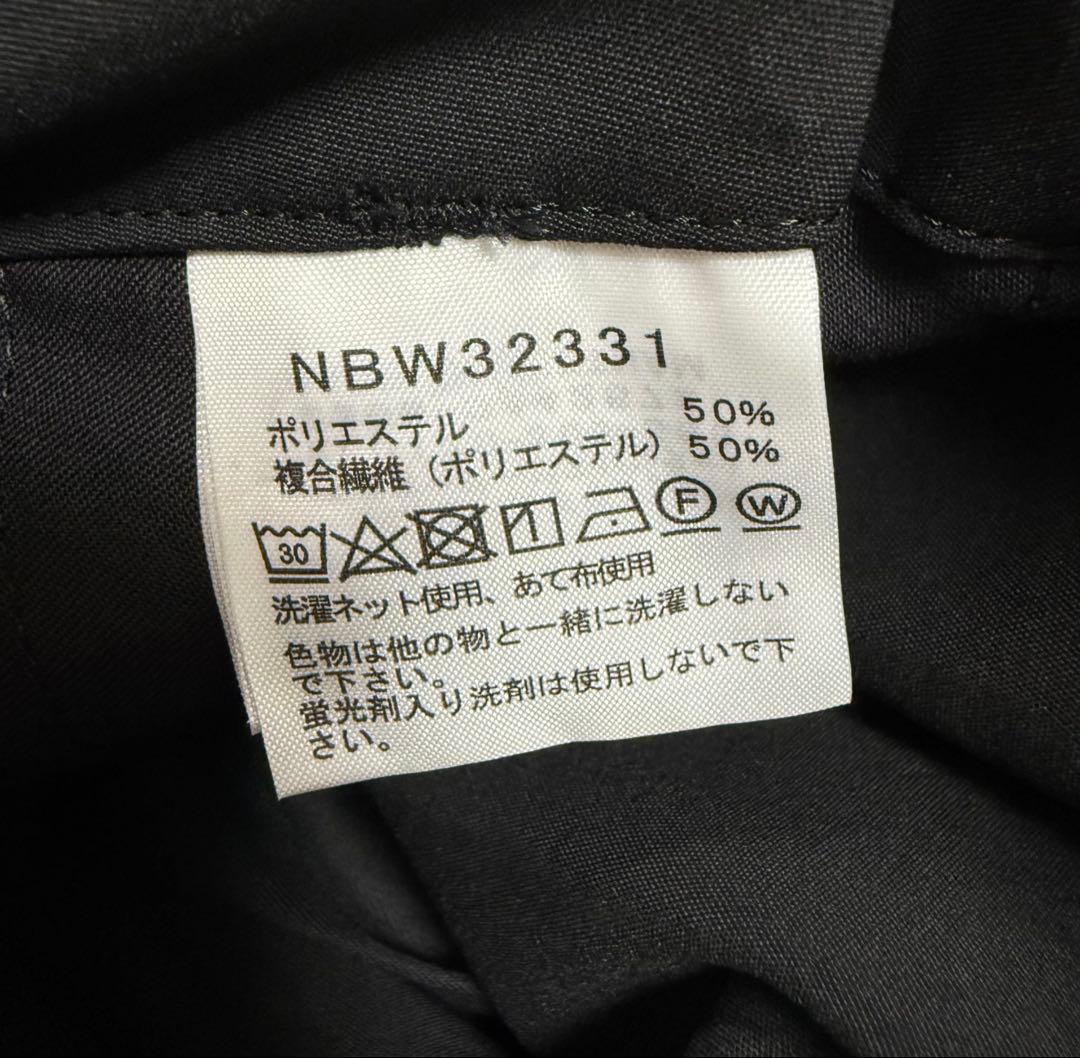 NBW32331
ポリエステル 50%
複合繊維（ポリエステル） 50%
30 F W
洗濯ネット使用、あて布使用
色物は他の物と一緒に洗濯しない
で下さい。
蛍光剤入り洗剤は使用しないで下
さい。